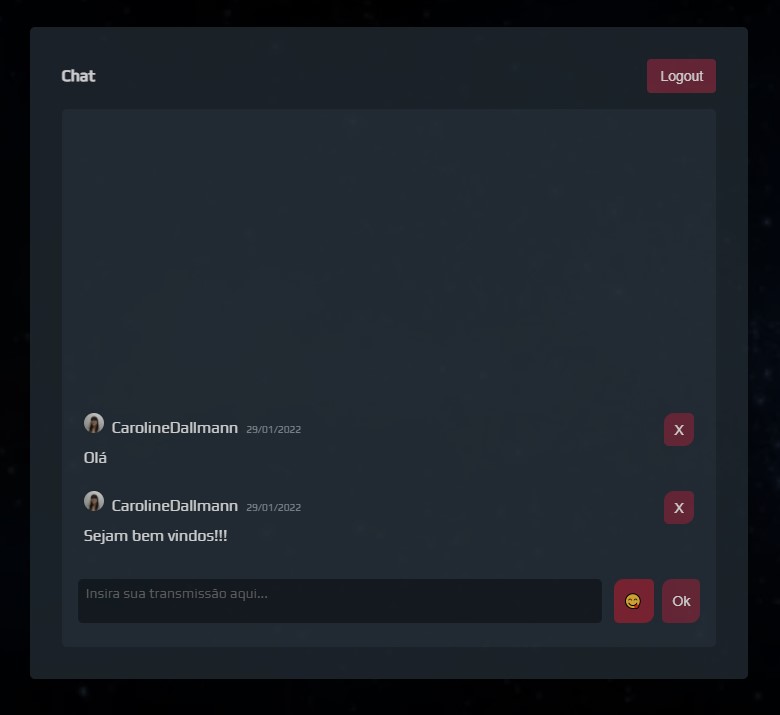 Chat
Logout
CarolineDallmann 29/01/2022
X
Olá
CarolineDallmann 29/01/2022
X
Sejam bem vindos!!!
Insira sua transmissão aqui...
Ok